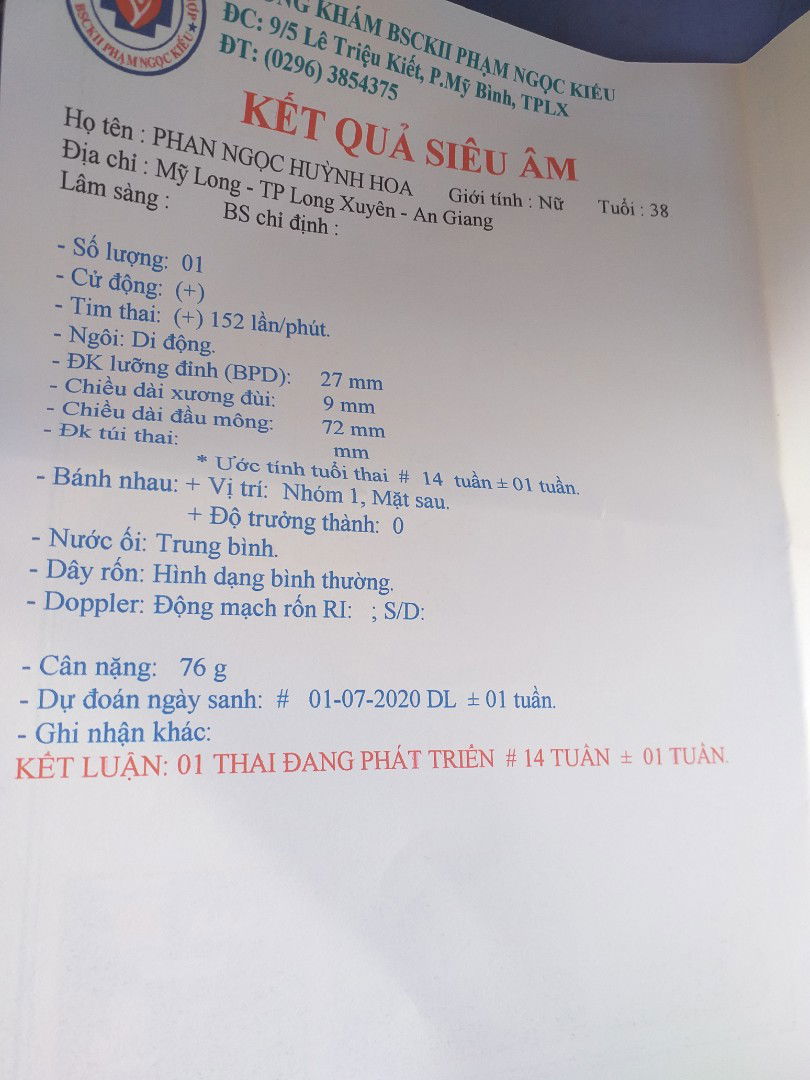 BSCKII PHẠM NGỌC KIỀU
KHÁM BSCKII PHẠM NGỌC KIỀU
ĐC: 9/5 Lê Triệu Kiết, P.Mỹ Bình, TPLX
ĐT: (0296) 3854375
KẾT QUẢ SIÊU ÂM
Họ tên : PHAN NGỌC HUỲNH HOA Giới tính : Nữ Tuổi : 38
Địa chỉ : Mỹ Long - TP Long Xuyên - An Giang
Lâm sàng : BS chỉ định :
- Số lượng: 01
- Cử động: (+)
- Tim thai: (+) 152 lần/phút.
- Ngôi: Di động.
- ĐK lưỡng đỉnh (BPD): 27 mm
- Chiều dài xương đùi: 9 mm
- Chiều dài đầu mông: 72 mm
- Đk túi thai: mm
* Ước tính tuổi thai # 14 tuần ± 01 tuần.
- Bánh nhau: + Vị trí: Nhóm 1, Mặt sau.
+ Độ trưởng thành: 0
- Nước ối: Trung bình.
- Dây rốn: Hình dạng bình thường.
- Doppler: Động mạch rốn RI: ; S/D:
- Cân nặng: 76 g
- Dự đoán ngày sanh: # 01-07-2020 DL ± 01 tuần.
- Ghi nhận khác:
KẾT LUẬN: 01 THAI ĐANG PHÁT TRIỂN # 14 TUẦN ± 01 TUẦN.